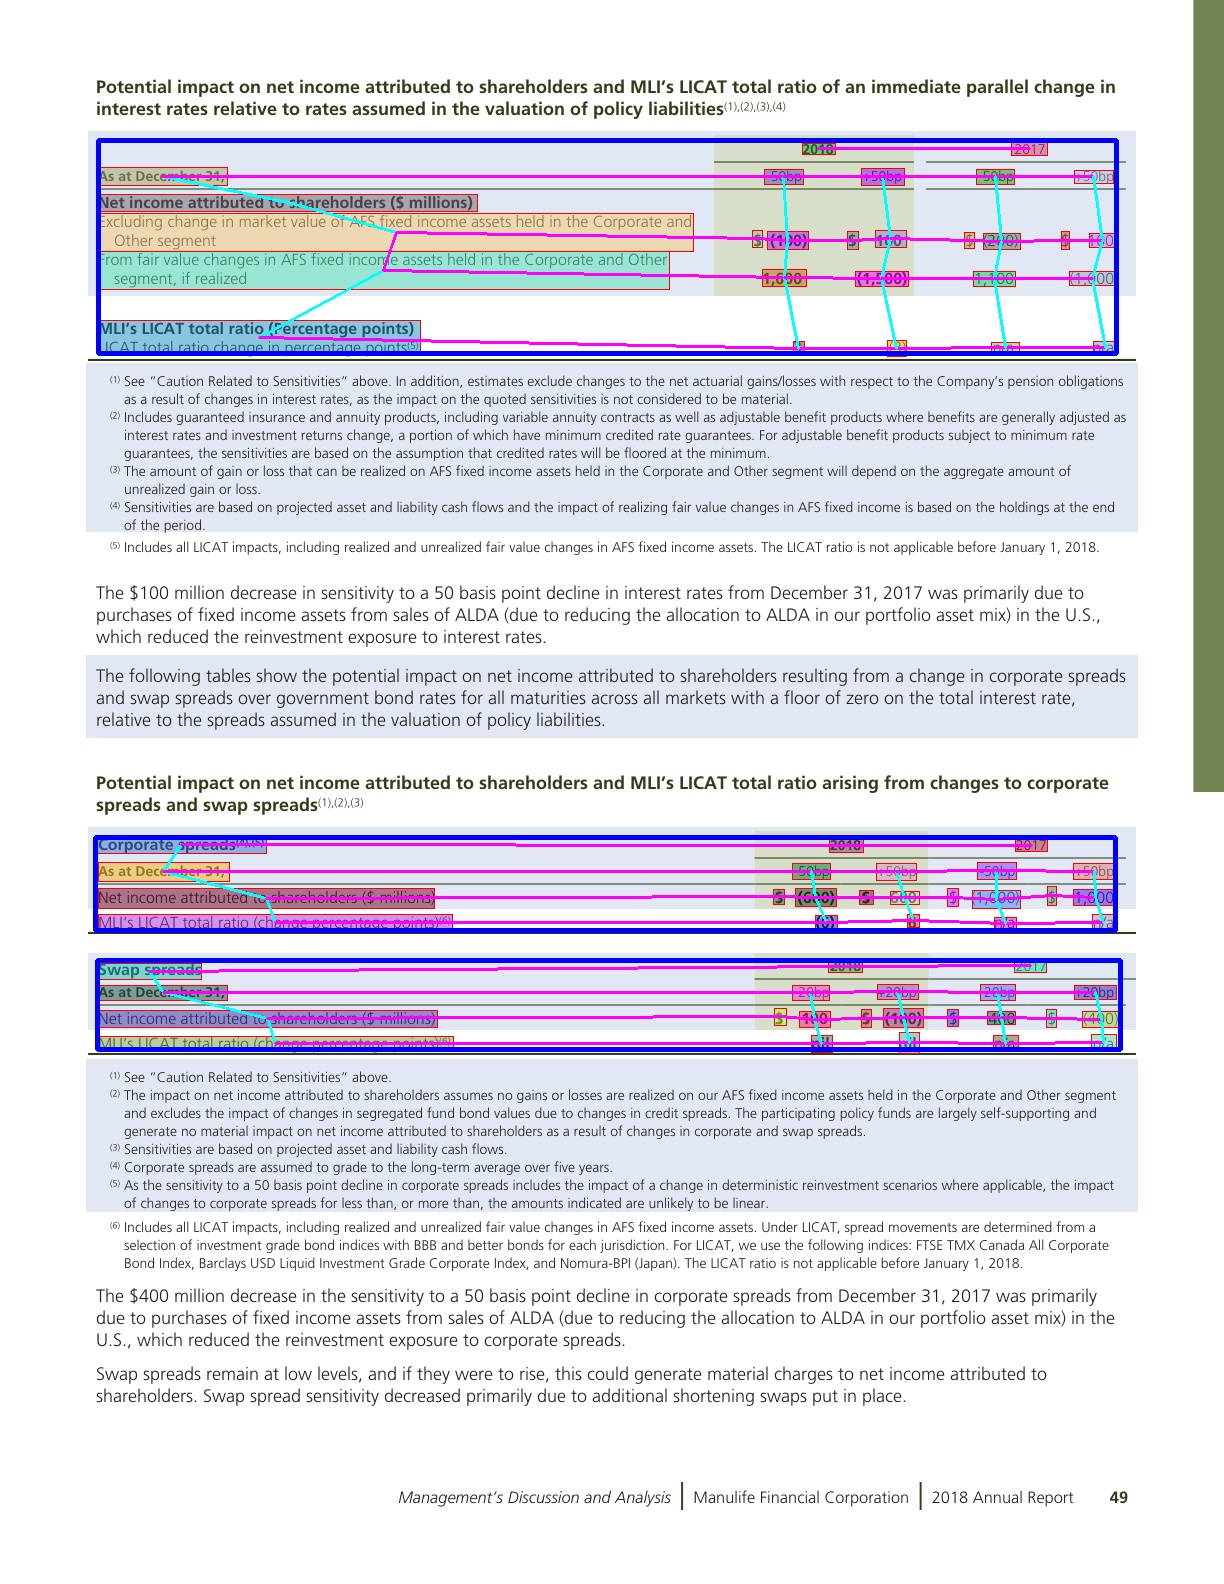 Potential impact on net income attributed to shareholders and MLI's LICAT total ratio of an immediate parallel change in
interest rates relative to rates assumed in the valuation of policy liabilities(1),(2),(3),(4)
2018 2017
As at December 31, -50bp +50bp -50bp +50bp
Net income attributed to shareholders ($ millions)
Excluding change in market value of AFS fixed income assets held in the Corporate and
Other segment $ (100) $ 100 $ (200) $ 100
From fair value changes in AFS fixed income assets held in the Corporate and Other
segment, if realized 1,600 (1,500) 1,100 (1,000
MLI's LICAT total ratio (Percentage points)
LICAT total ratio change in percentage points(5) (3) n/a n/a
(1) See "Caution Related to Sensitivities" above. In addition, estimates exclude changes to the net actuarial gains/losses with respect to the Company's pension obligations
as a result of changes in interest rates, as the impact on the quoted sensitivities is not considered to be material.
(2) Includes guaranteed insurance and annuity products, including variable annuity contracts as well as adjustable benefit products where benefits are generally adjusted as
interest rates and investment returns change, a portion of which have minimum credited rate guarantees. For adjustable benefit products subject to minimum rate
guarantees, the sensitivities are based on the assumption that credited rates will be floored at the minimum.
(3) The amount of gain or loss that can be realized on AFS fixed income assets held in the Corporate and Other segment will depend on the aggregate amount of
unrealized gain or loss.
(4) Sensitivities are based on projected asset and liability cash flows and the impact of realizing fair value changes in AFS fixed income is based on the holdings at the end
of the period.
(5) Includes all LICAT impacts, including realized and unrealized fair value changes in AFS fixed income assets. The LICAT ratio is not applicable before January 1, 2018.
The $100 million decrease in sensitivity to a 50 basis point decline in interest rates from December 31, 2017 was primarily due to
purchases of fixed income assets from sales of ALDA (due to reducing the allocation to ALDA in our portfolio asset mix) in the U.S.,
which reduced the reinvestment exposure to interest rates.
The following tables show the potential impact on net income attributed to shareholders resulting from a change in corporate spreads
and swap spreads over government bond rates for all maturities across all markets with a floor of zero on the total interest rate,
relative to the spreads assumed in the valuation of policy liabilities.
Potential impact on net income attributed to shareholders and MLI's LICAT total ratio arising from changes to corporate
spreads and swap spreads(1),(2),(3)
Corporate spreads(4),(5) 2018 2017
As at December 31, -50bp +50bp -50bp +50bp
Net income attributed to shareholders ($ millions) $ (600) $ 600 $ (1,000) $ 1,000
MLI's LICAT total ratio (change percentage points)(6) (6) 8 n/a n/a
Swap spreads 2018 2017
As at December 31, -20bp +20bp -20bp +20bp
Net income attributed to shareholders ($ millions) $ 100 $ (100) $ 400 $ (400)
MLI's LICAT total ratio (change percentage points)(6) nil nil n/a n/a
(1) See "Caution Related to Sensitivities" above.
(2) The impact on net income attributed to shareholders assumes no gains or losses are realized on our AFS fixed income assets held in the Corporate and Other segment
and excludes the impact of changes in segregated fund bond values due to changes in credit spreads. The participating policy funds are largely self-supporting and
generate no material impact on net income attributed to shareholders as a result of changes in corporate and swap spreads.
(3) Sensitivities are based on projected asset and liability cash flows.
(4) Corporate spreads are assumed to grade to the long-term average over five years.
(5) As the sensitivity to a 50 basis point decline in corporate spreads includes the impact of a change in deterministic reinvestment scenarios where applicable, the impact
of changes to corporate spreads for less than, or more than, the amounts indicated are unlikely to be linear.
(6) Includes all LICAT impacts, including realized and unrealized fair value changes in AFS fixed income assets. Under LICAT, spread movements are determined from a
selection of investment grade bond indices with BBB and better bonds for each jurisdiction. For LICAT, we use the following indices: FTSE TMX Canada All Corporate
Bond Index, Barclays USD Liquid Investment Grade Corporate Index, and Nomura-BPI (Japan). The LICAT ratio is not applicable before January 1, 2018.
The $400 million decrease in the sensitivity to a 50 basis point decline in corporate spreads from December 31, 2017 was primarily
due to purchases of fixed income assets from sales of ALDA (due to reducing the allocation to ALDA in our portfolio asset mix) in the
U.S., which reduced the reinvestment exposure to corporate spreads.
Swap spreads remain at low levels, and if they were to rise, this could generate material charges to net income attributed to
shareholders. Swap spread sensitivity decreased primarily due to additional shortening swaps put in place.
Management's Discussion and Analysis | Manulife Financial Corporation | 2018 Annual Report 49